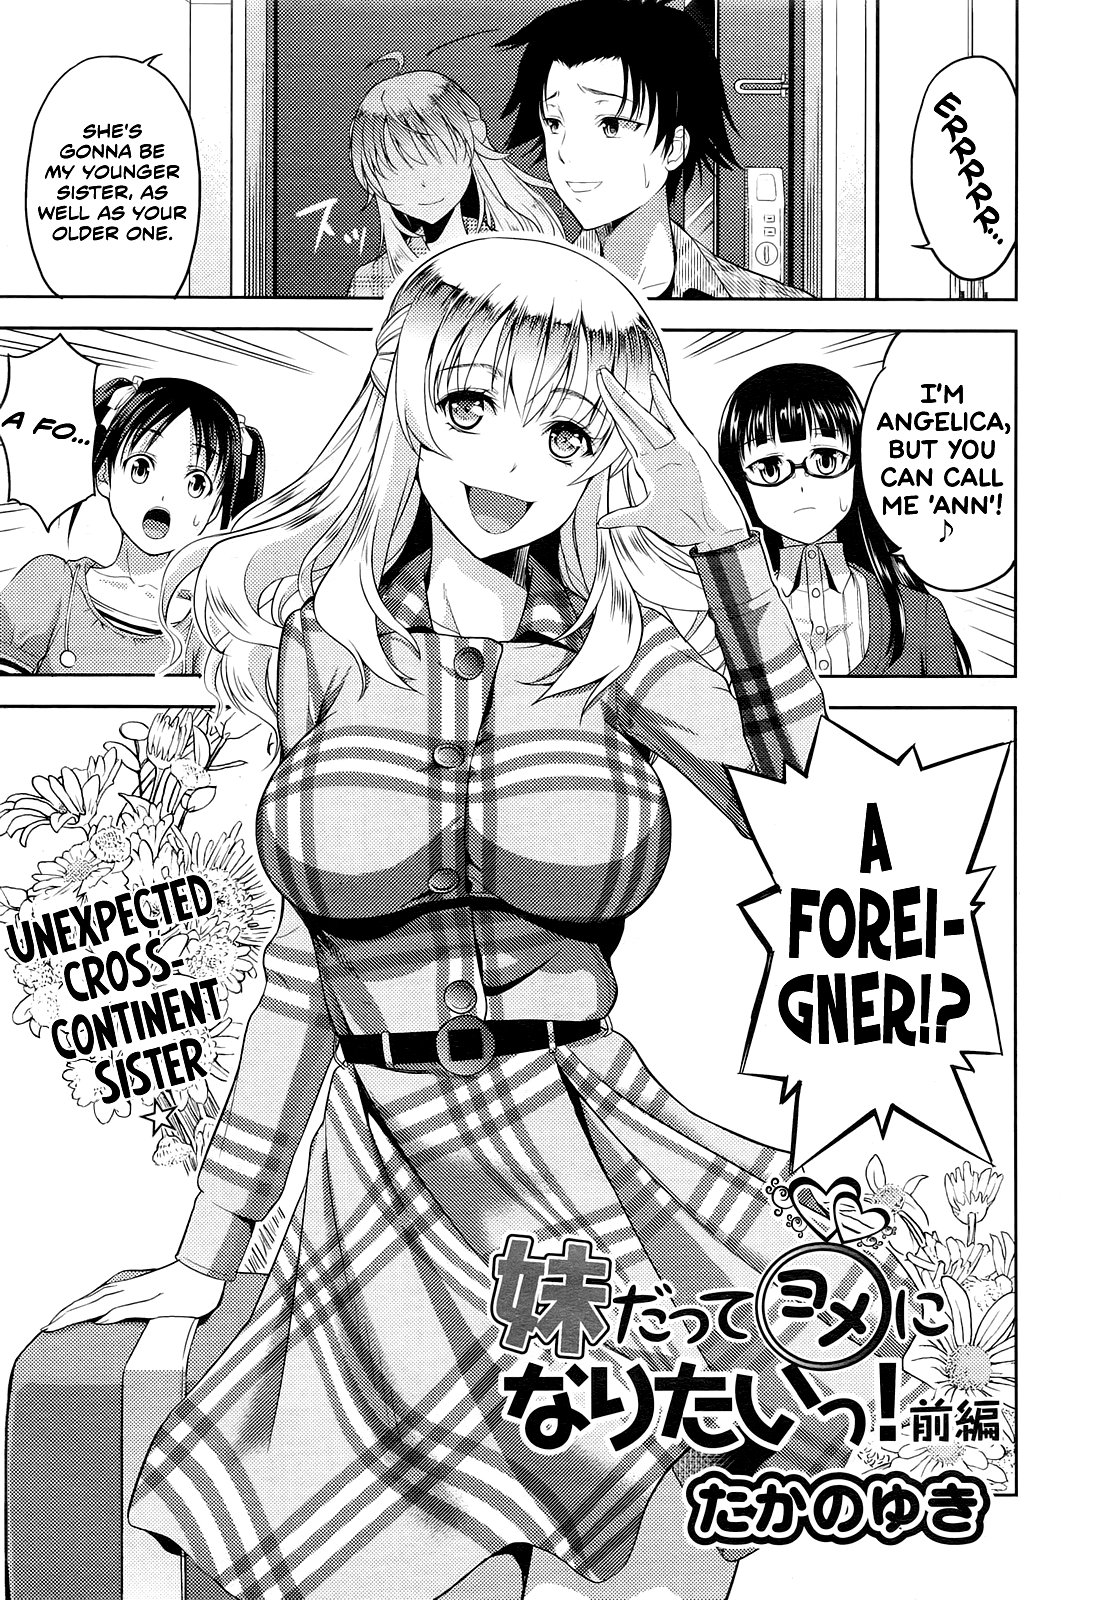 ERRRRR...
SHE'S
GONNA BE
MY YOUNGER
SISTER, AS
WELL AS YOUR
OLDER ONE.
ズッ
I'M
ANGELICA,
BUT YOU
CAN CALL
ME 'ANN'!
♪
A FO...
A
FOREI-
GNER!?
UNEXPECTED
CROSS-
CONTINENT
SISTER
☆
妹だってヨメに
なりたいっ!前編
たかのゆき